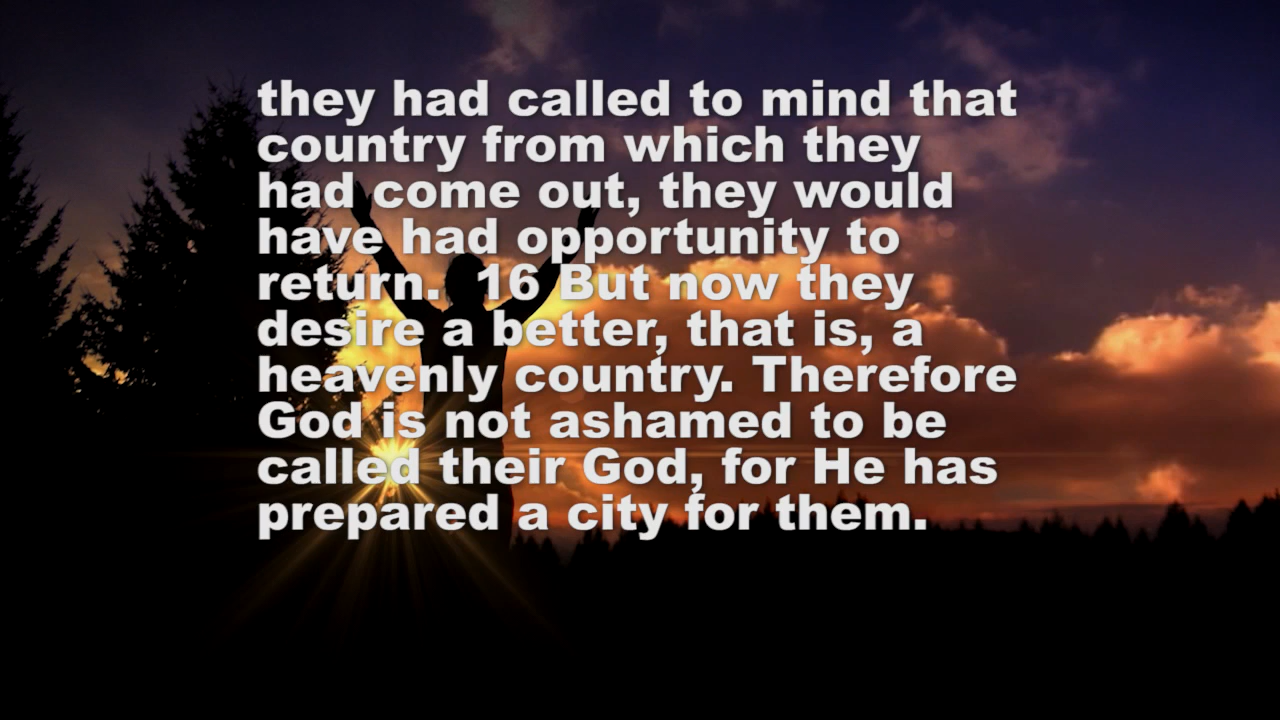 they had called to mind that
country from which they
had come out, they would
have had opportunity to
return.  16 But now they
desire a better, that is, a
heavenly country. Therefore
God is not ashamed to be
called their God, for He has
prepared a city for them.